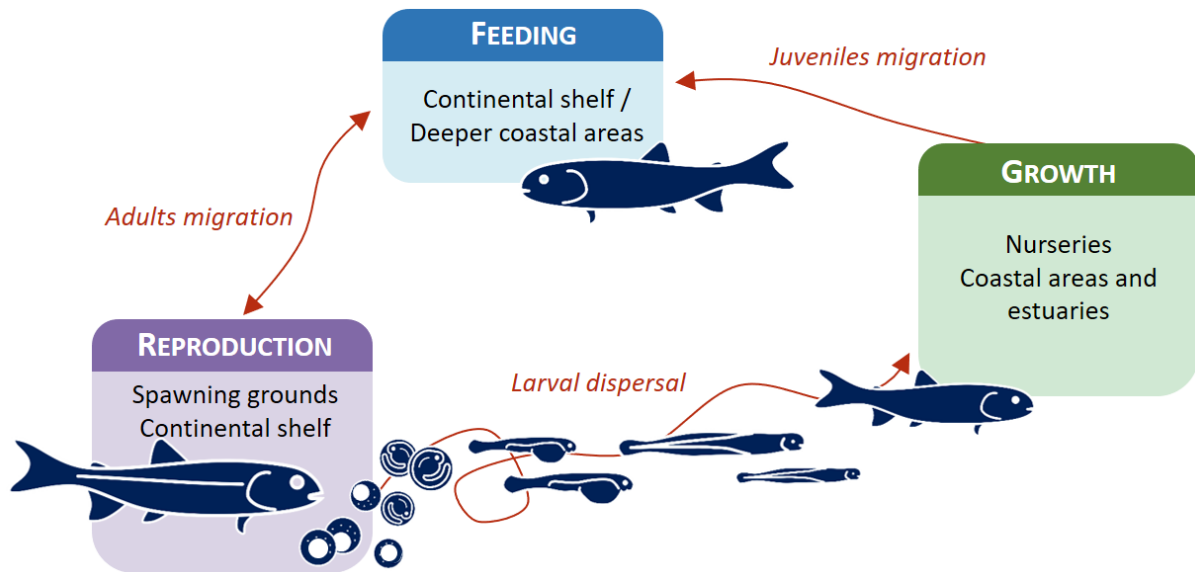 FEEDING
Continental shelf /
Deeper coastal areas
Juveniles migration
GROWTH
Nurseries
Coastal areas and
estuaries
Adults migration
REPRODUCTION
Spawning grounds
Continental shelf
Larval dispersal